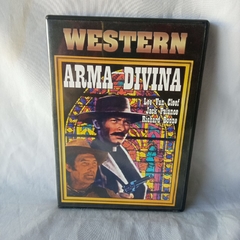 WESTERN
ARMA DIVINA
Lee Van Cleef
Jack Palance
Richard Boone